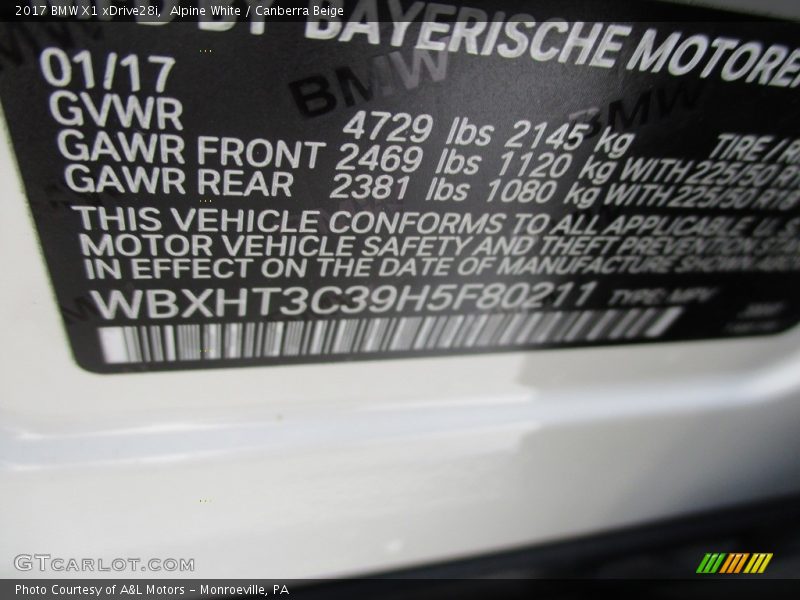 2017 BMW X1 xDrive28i, Alpine White / Canberra Beige
BY BAYERISCHE MOTOREN
01/17
GVWR 4729 lbs 2145 kg
GAWR FRONT 2469 lbs 1120 kg WITH 225/50
GAWR REAR 2381 lbs 1080 kg WITH 225/50
TIRE /
THIS VEHICLE CONFORMS TO ALL APPLICABLE U.S
MOTOR VEHICLE SAFETY AND THEFT PREVENTION
IN EFFECT ON THE DATE OF MANUFACTURE SHOWN
WBXHT3C39H5F80211 TYPE: MPV
BMW
BMW
GTCARLOT.COM
Photo Courtesy of A&L Motors – Monroeville, PA